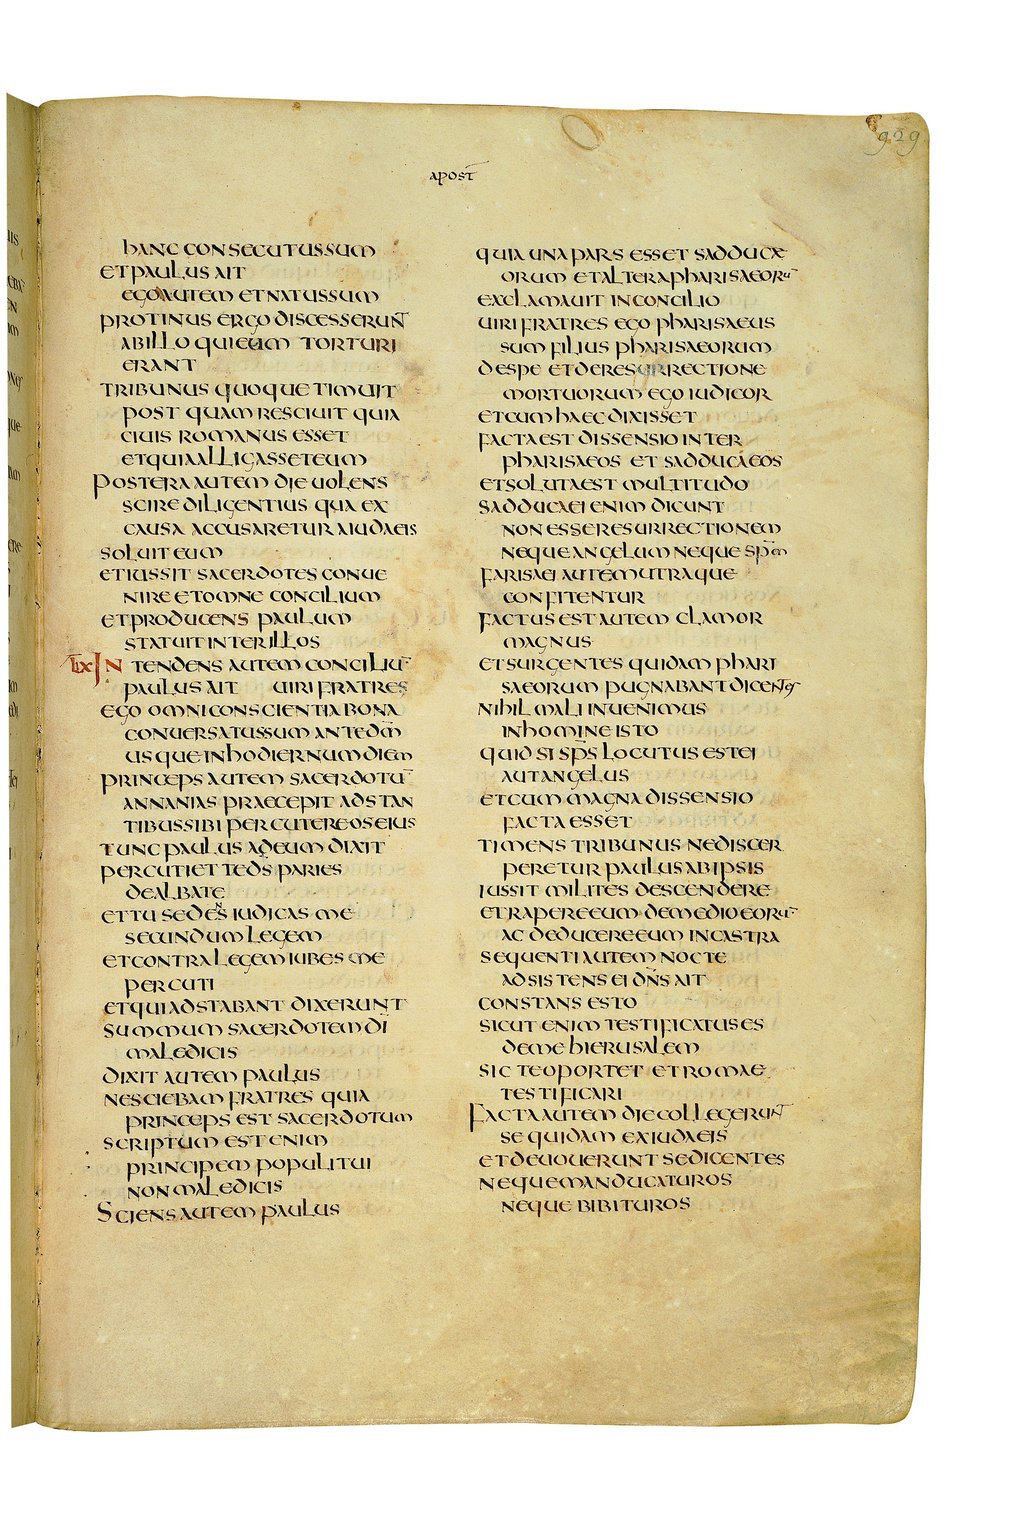 929
APOST̄
HANC CONSECUTUS SUM
ET PAULUS AIT
EGO AUTEM ET NATUS SUM
PROTINUS ERGO DISCESSERUNT̄
AB ILLO QUI EUM TORTURI
ERANT
TRIBUNUS QUOQUE TIMUIT
POST QUAM RESCIUIT QUIA
CIUIS ROMANUS ESSET
ET QUIA ALLIGASSET EUM
POSTERA AUTEM DIE UOLENS
SCIRE DILIGENTIUS QUA EX
CAUSA ACCUSARETUR A IUDAEIS
SOLUIT EUM
ET IUSSIT SACERDOTES CONUE
NIRE ET OMNE CONCILIUM
ET PRODUCENS PAULUM
STATUIT INTER ILLOS
LIX INTENDENS AUTEM CONCILIU̅
PAULUS AIT UIRI FRATRES
EGO OMNI CONSCIENTIA BONA
CONUERSATUS SUM ANTE DM̅
USQUE IN HODIERNUM DIEM
PRINCEPS AUTEM SACERDOTU̅
ANNANIAS PRAECEPIT ADSTAN
TIBUS SIBI PERCUTERE OS EIUS
TUNC PAULUS AD EUM DIXIT
PERCUTIET TE DS̅ PARIES
DEALBATE
ET TU SEDENS IUDICAS ME
SECUNDUM LEGEM
ET CONTRA LEGEM IUBES ME
PERCUTI
ET QUI ADSTABANT DIXERUNT
SUMMUM SACERDOTEM DI̅
MALEDICIS
DIXIT AUTEM PAULUS
NESCIEBAM FRATRES QUIA
PRINCEPS EST SACERDOTUM
SCRIPTUM EST ENIM
PRINCIPEM POPULI TUI
NON MALEDICIS
SCIENS AUTEM PAULUS
QUIA UNA PARS ESSET SADDUCAE
ORUM ET ALTERA PHARISAEORU̅
EXCLAMAUIT IN CONCILIO
UIRI FRATRES EGO PHARISAEUS
SUM FILIUS PHARISAEORUM
DE SPE ET DE RESURRECTIONE
MORTUORUM EGO IUDICOR
ET CUM HAEC DIXISSET
FACTA EST DISSENSIO INTER
PHARISAEOS ET SADDUCAEOS
ET SOLUTA EST MULTITUDO
SADDUCAEI ENIM DICUNT
NON ESSE RESURRECTIONEM
NEQUE ANGELUM NEQUE SPM̅
FARISAEI AUTEM UTRAQUE
CONFITENTUR
FACTUS EST AUTEM CLAMOR
MAGNUS
ET SURGENTES QUIDAM PHARI
SAEORUM PUGNABANT DICENTES
NIHIL MALI INUENIMUS
IN HOMINE ISTO
QUID SI SPS̅ LOCUTUS EST EI
AUT ANGELUS
ET CUM MAGNA DISSENSIO
FACTA ESSET
TIMENS TRIBUNUS NE DISCER
PERETUR PAULUS AB IPSIS
IUSSIT MILITES DESCENDERE
ET RAPERE EUM DE MEDIO EORU̅
AC DEDUCERE EUM IN CASTRA
SEQUENTI AUTEM NOCTE
ADSISTENS EI DNS̅ AIT
CONSTANS ESTO
SICUT ENIM TESTIFICATUS ES
DE ME HIERUSALEM
SIC TE OPORTET ET ROMAE
TESTIFICARI
FACTA AUTEM DIE COLLEGERUNT̄
SE QUIDAM EX IUDAEIS
ET DEUOUERUNT SE DICENTES
NEQUE MANDUCATUROS
NEQUE BIBITUROS